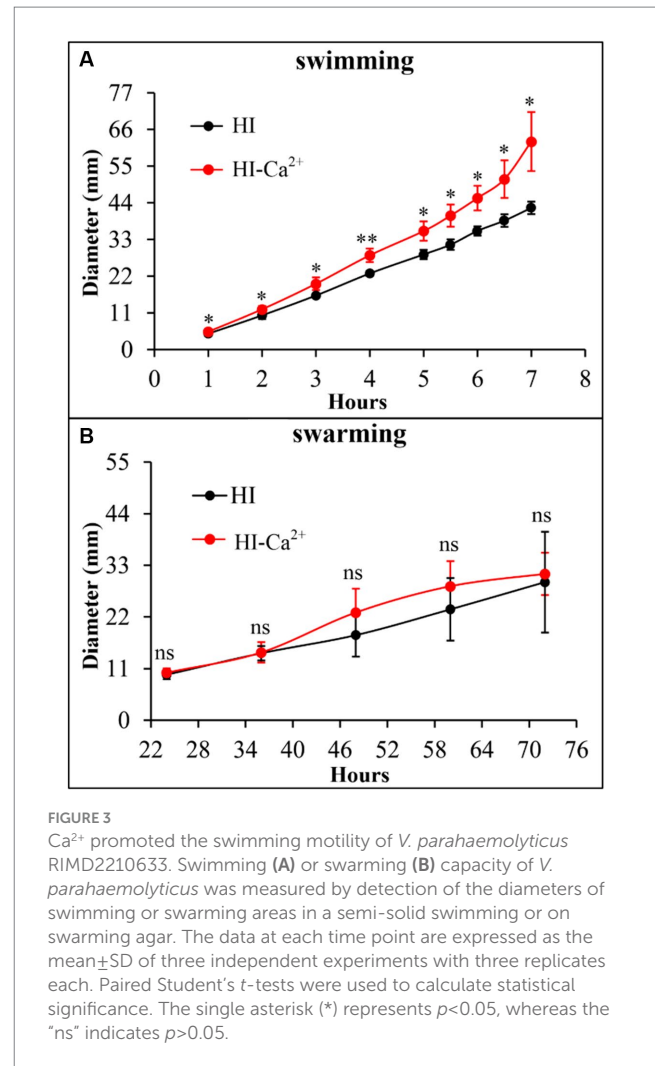 A
swimming
77
66
55
44
33
22
11
0
Diameter (mm)
HI
HI-Ca²⁺
*
*
*
**
*
*
*
*
*
0 1 2 3 4 5 6 7 8
Hours
B
swarming
55
44
33
22
11
0
Diameter (mm)
HI
HI-Ca²⁺
ns
ns
ns
ns
ns
22 28 34 40 46 52 58 64 70 76
Hours
FIGURE 3
Ca²⁺ promoted the swimming motility of V. parahaemolyticus
RIMD2210633. Swimming (A) or swarming (B) capacity of V.
parahaemolyticus was measured by detection of the diameters of
swimming or swarming areas in a semi-solid swimming or on
swarming agar. The data at each time point are expressed as the
mean±SD of three independent experiments with three replicates
each. Paired Student's t-tests were used to calculate statistical
significance. The single asterisk (*) represents p<0.05, whereas the
“ns” indicates p>0.05.